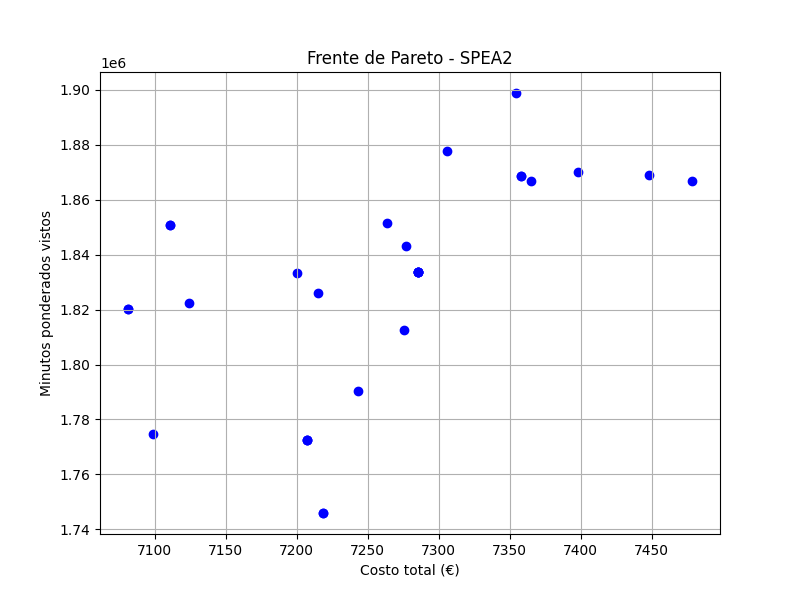 Frente de Pareto - SPEA2
1e6
1.90
1.88
1.86
1.84
1.82
1.80
1.78
1.76
1.74
Minutos ponderados vistos
7100 7150 7200 7250 7300 7350 7400 7450
Costo total (€)